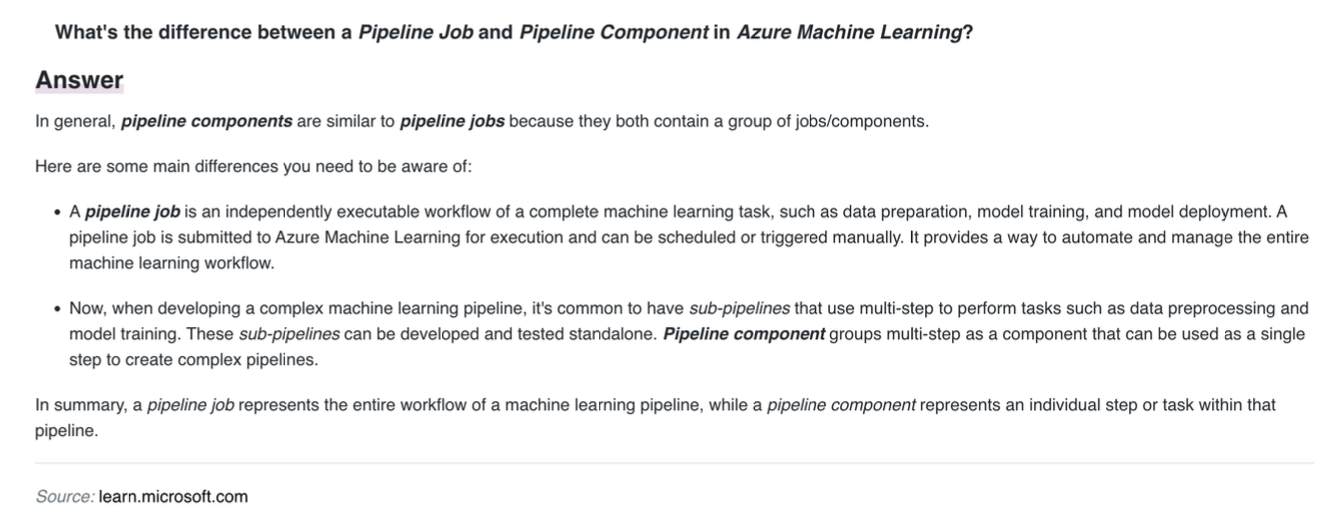 What's the difference between a Pipeline Job and Pipeline Component in Azure Machine Learning?
Answer
In general, pipeline components are similar to pipeline jobs because they both contain a group of jobs/components.
Here are some main differences you need to be aware of:
• A pipeline job is an independently executable workflow of a complete machine learning task, such as data preparation, model training, and model deployment. A
pipeline job is submitted to Azure Machine Learning for execution and can be scheduled or triggered manually. It provides a way to automate and manage the entire
machine learning workflow.
• Now, when developing a complex machine learning pipeline, it's common to have sub-pipelines that use multi-step to perform tasks such as data preprocessing and
model training. These sub-pipelines can be developed and tested standalone. Pipeline component groups multi-step as a component that can be used as a single
step to create complex pipelines.
In summary, a pipeline job represents the entire workflow of a machine learning pipeline, while a pipeline component represents an individual step or task within that
pipeline.
Source: learn.microsoft.com